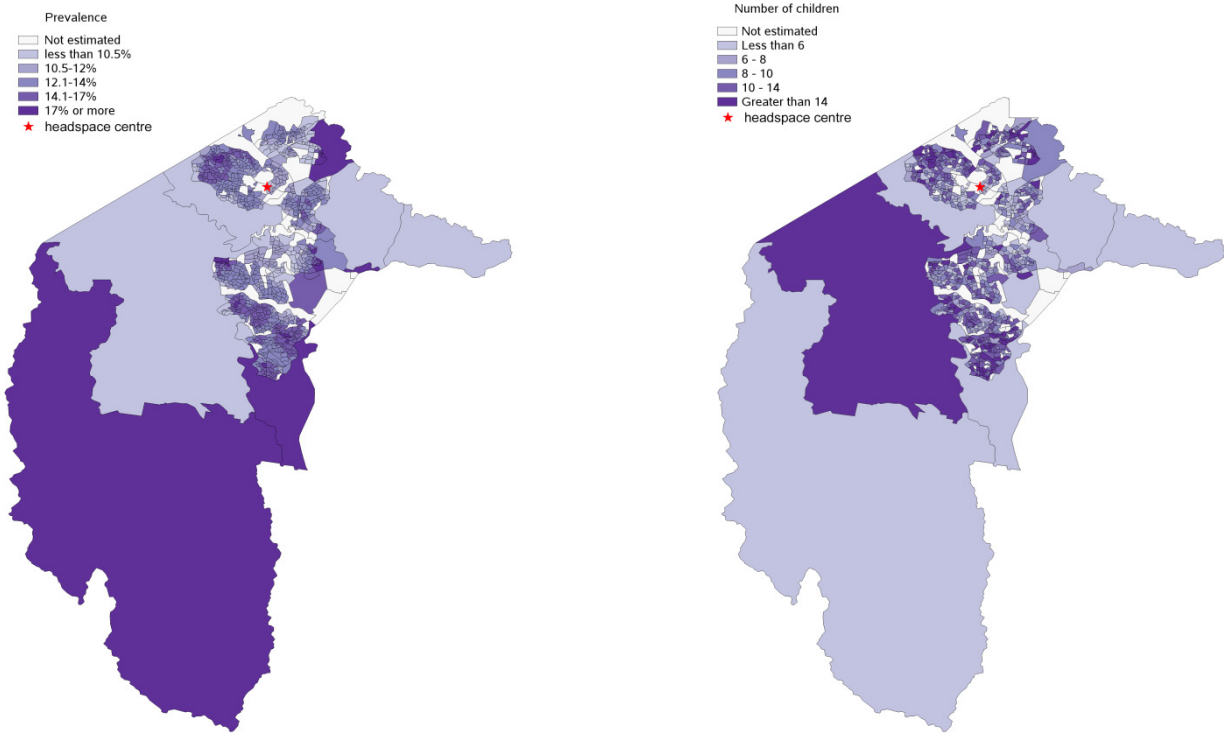 Prevalence
Not estimated
less than 10.5%
10.5-12%
12.1-14%
14.1-17%
17% or more
headspace centre
Number of children
Not estimated
Less than 6
6 - 8
8 - 10
10 - 14
Greater than 14
headspace centre